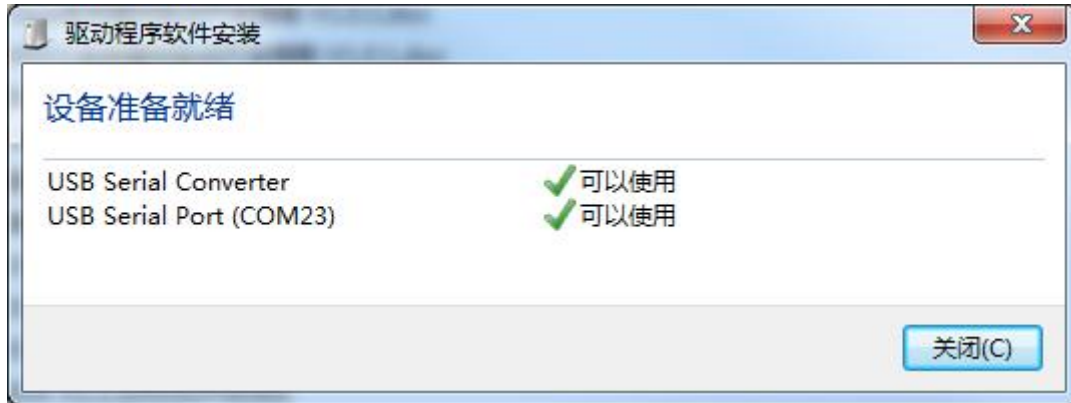 驱动程序软件安装
设备准备就绪
USB Serial Converter 可以使用
USB Serial Port (COM23) 可以使用
关闭(C)